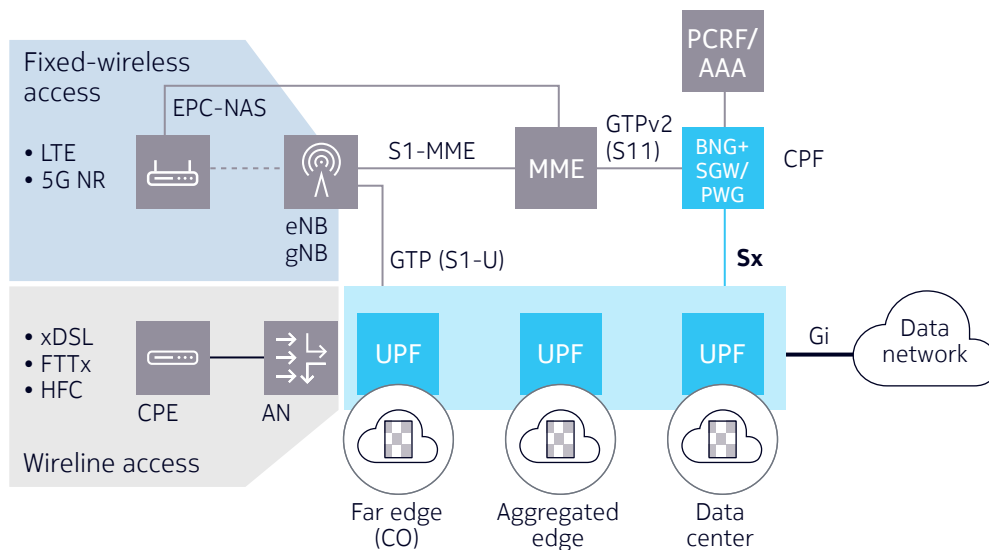 Fixed-wireless
access
• LTE
• 5G NR
EPC-NAS
eNB
gNB
S1-MME
MME
GTPv2
(S11)
PCRF/
AAA
BNG+
SGW/
PWG
CPF
GTP (S1-U)
Sx
• xDSL
• FTTx
• HFC
CPE
AN
Wireline access
UPF
UPF
UPF
Gi
Data
network
Far edge
(CO)
Aggregated
edge
Data
center